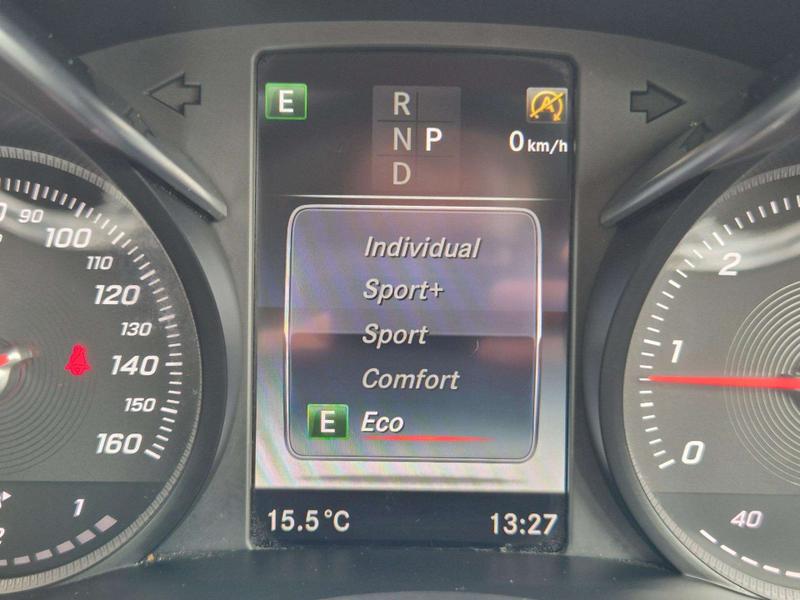 E
R
N P
D
A
0 km/h
90
100
110
120
130
140
150
160
1
2
Individual
Sport+
Sport
Comfort
E Eco
15.5°C
13:27
2
1
0
40